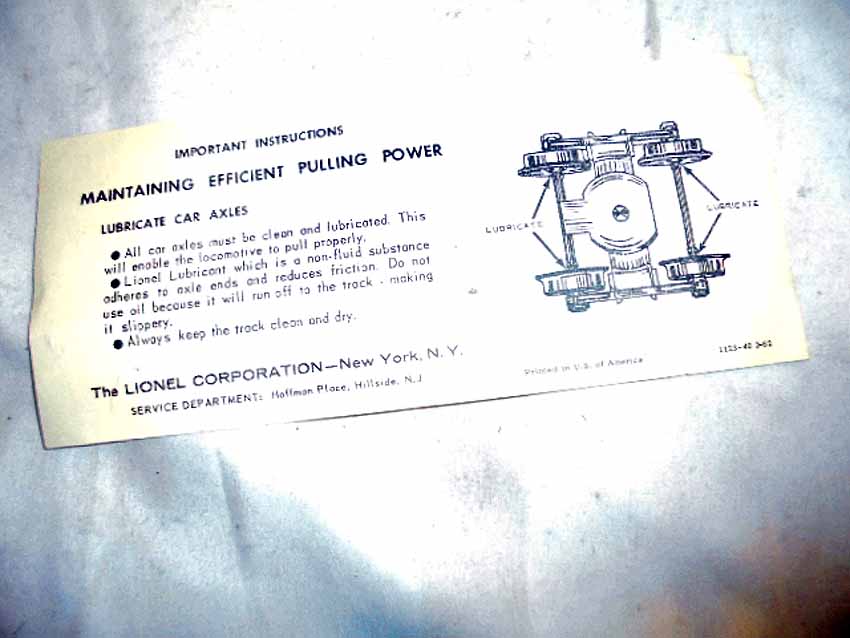 IMPORTANT INSTRUCTIONS
MAINTAINING EFFICIENT PULLING POWER
LUBRICATE CAR AXLES
● All car axles must be clean and lubricated. This
will enable the locomotive to pull properly.
● Lionel Lubricant which is a non-fluid substance
adheres to axle ends and reduces friction. Do not
use oil because it will run off to the track - making
it slippery.
● Always keep the track clean and dry.
The LIONEL CORPORATION—New York, N. Y.
SERVICE DEPARTMENT: Hoffman Place, Hillside, N.J
LUBRICATE
LUBRICATE
Printed in U.S. of America